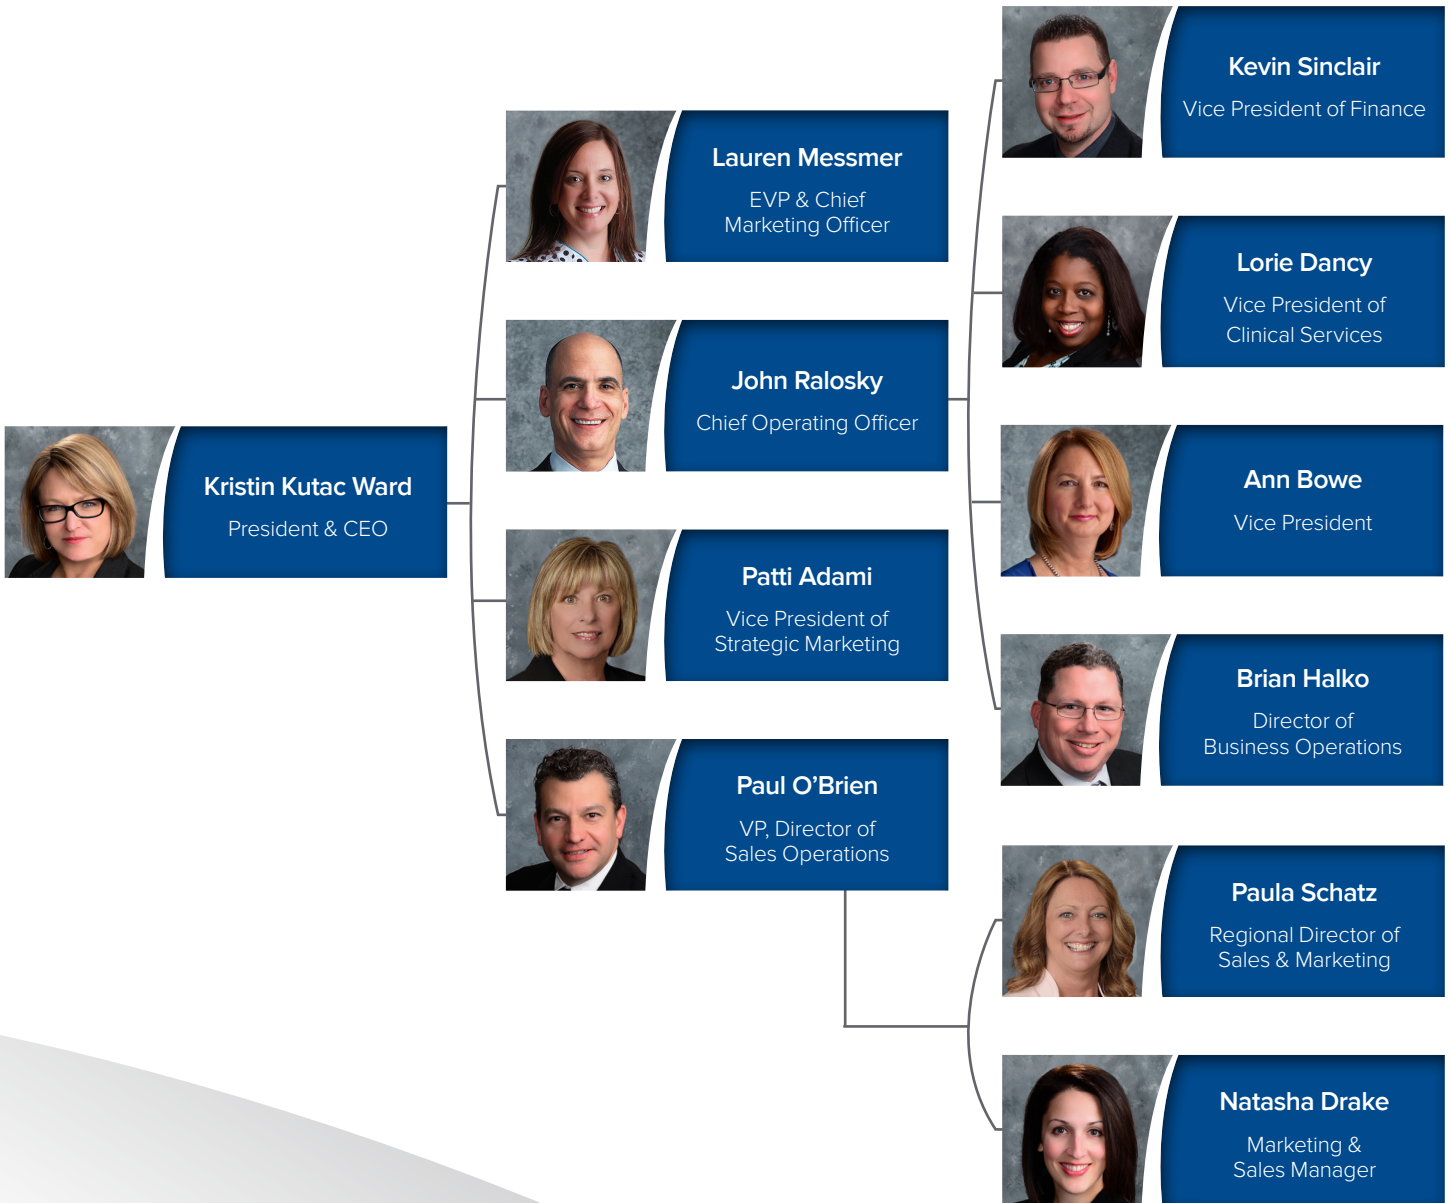 Kristin Kutac Ward
President & CEO
Lauren Messmer
EVP & Chief
Marketing Officer
John Ralosky
Chief Operating Officer
Patti Adami
Vice President of
Strategic Marketing
Paul O’Brien
VP, Director of
Sales Operations
Kevin Sinclair
Vice President of Finance
Lorie Dancy
Vice President of
Clinical Services
Ann Bowe
Vice President
Brian Halko
Director of
Business Operations
Paula Schatz
Regional Director of
Sales & Marketing
Natasha Drake
Marketing &
Sales Manager